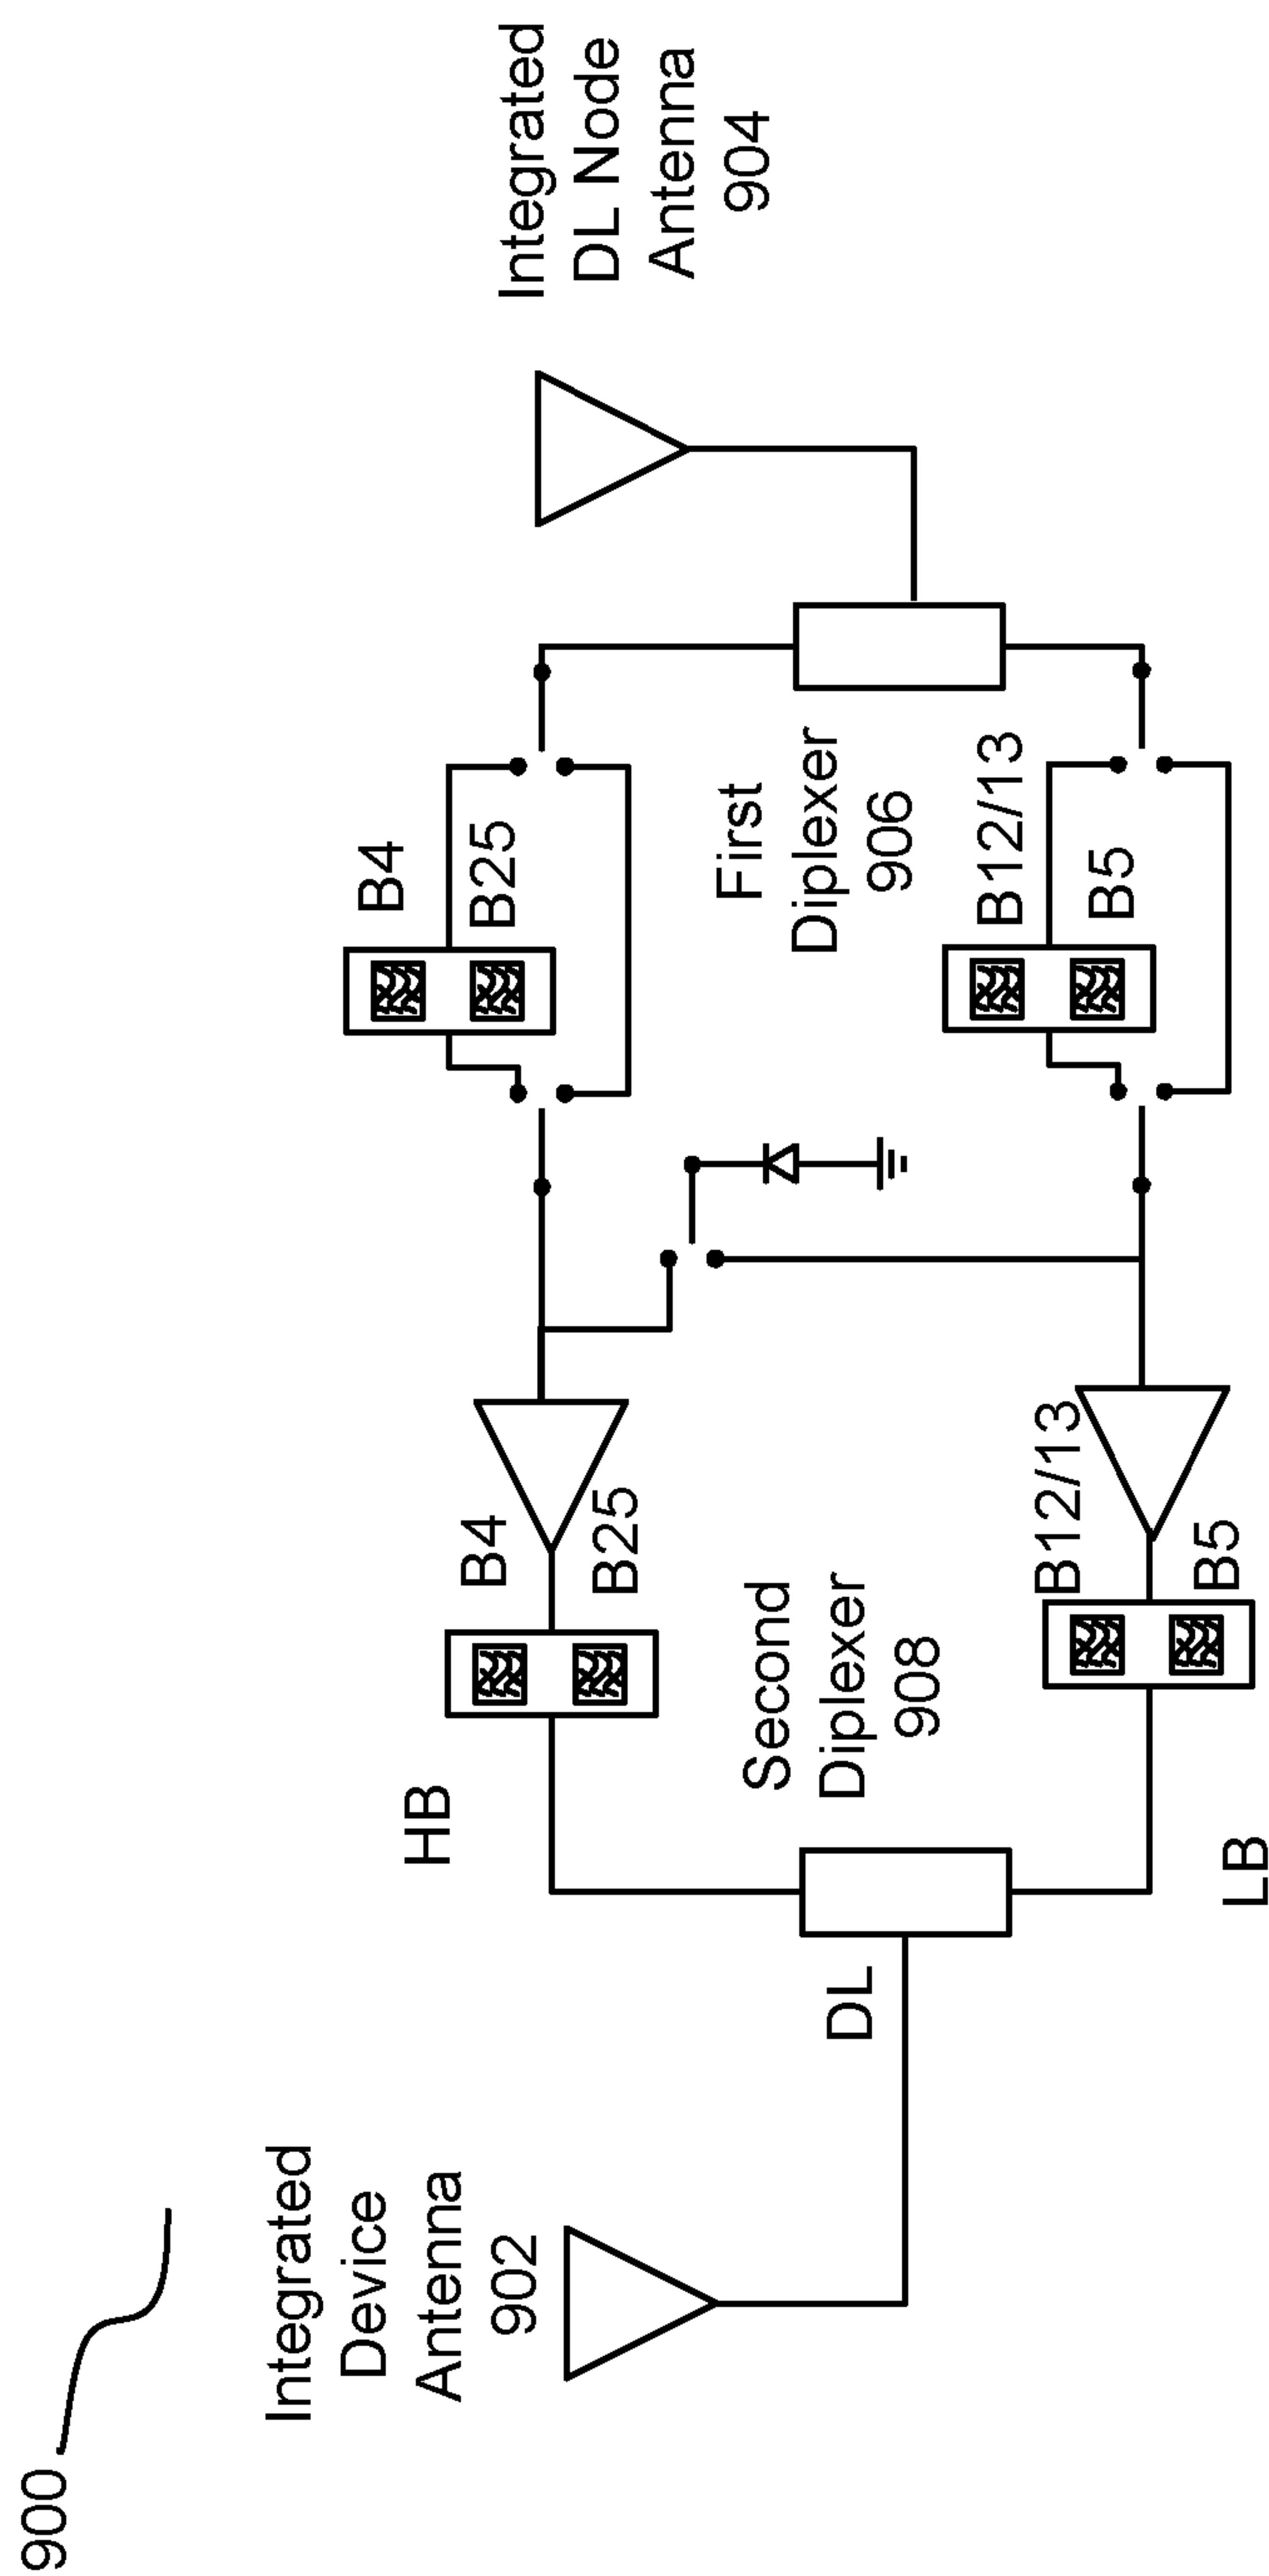 900
Integrated
Device
Antenna
902
DL
HB
LB
Second
Diplexer
908
B4
B25
B12/13
B5
B4
B25
First
Diplexer
906
B12/13
B5
Integrated
DL Node
Antenna
904